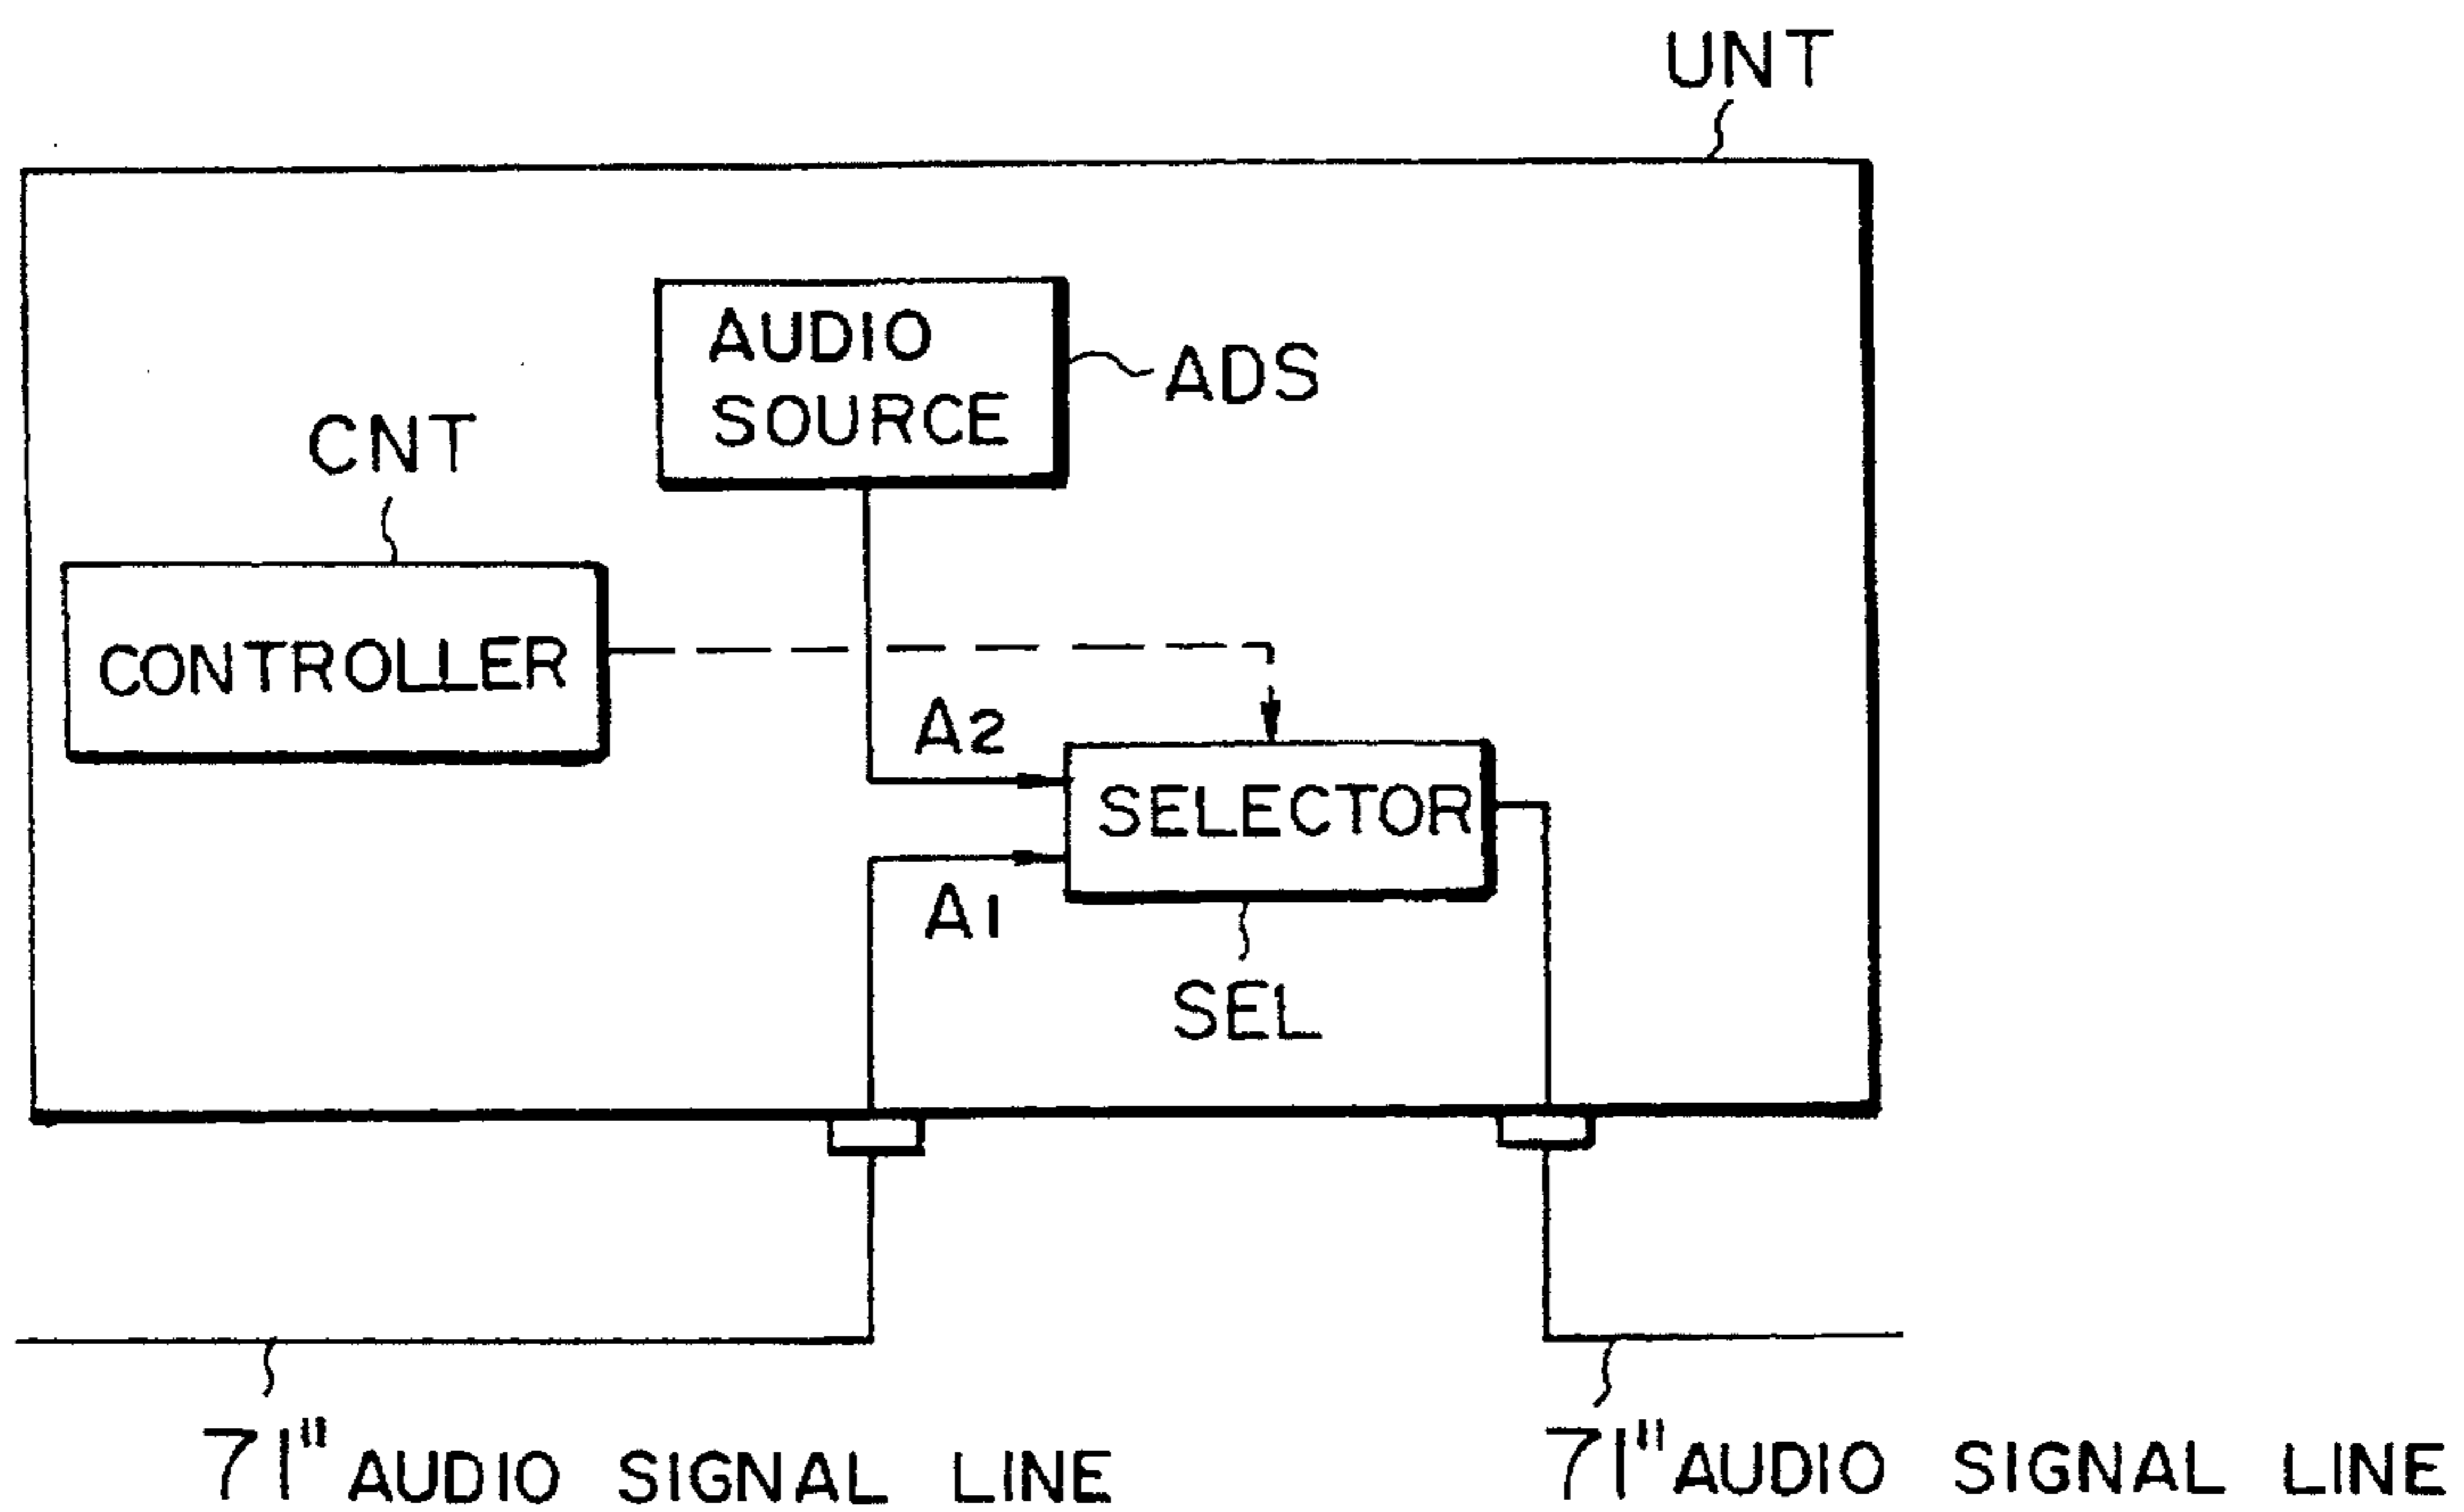 UNT
AUDIO
SOURCE
ADS
CNT
CONTROLLER
A2
SELECTOR
A1
SEL
71" AUDIO SIGNAL LINE
71" AUDIO SIGNAL LINE